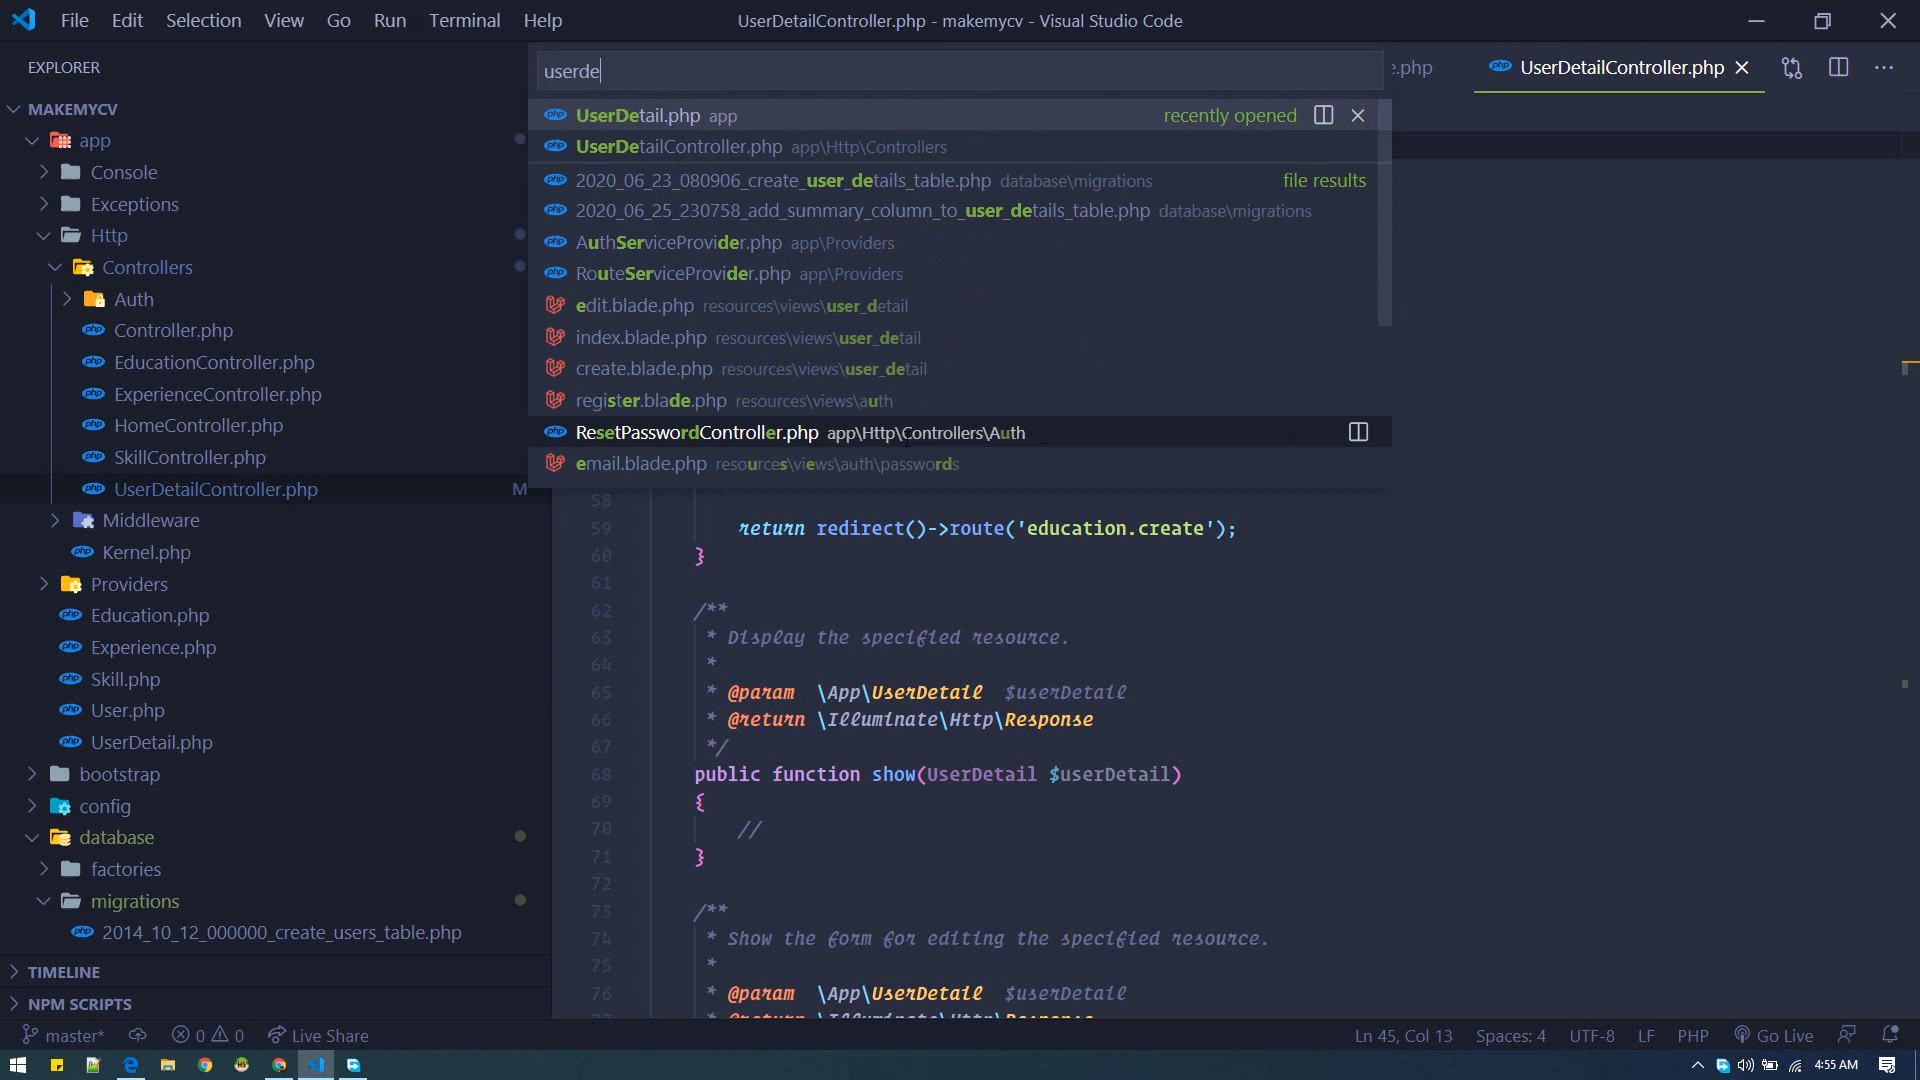 File Edit Selection View Go Run Terminal Help
UserDetailController.php - makemycv - Visual Studio Code
EXPLORER
userde
e.php
UserDetailController.php
MAKEMYCV
app
Console
Exceptions
Http
Controllers
Auth
Controller.php
EducationController.php
ExperienceController.php
HomeController.php
SkillController.php
UserDetailController.php M
Middleware
Kernel.php
Providers
Education.php
Experience.php
Skill.php
User.php
UserDetail.php
bootstrap
config
database
factories
migrations
2014_10_12_000000_create_users_table.php
TIMELINE
NPM SCRIPTS
UserDetail.php app recently opened
UserDetailController.php app\Http\Controllers
2020_06_23_080906_create_user_details_table.php database\migrations file results
2020_06_25_230758_add_summary_column_to_user_details_table.php database\migrations
AuthServiceProvider.php app\Providers
RouteServiceProvider.php app\Providers
edit.blade.php resources\views\user_detail
index.blade.php resources\views\user_detail
create.blade.php resources\views\user_detail
register.blade.php resources\views\auth
ResetPasswordController.php app\Http\Controllers\Auth
email.blade.php resources\views\auth\passwords
58
59 return redirect()->route('education.create');
60 }
61
62 /**
63 * Display the specified resource.
64 *
65 * @param \App\UserDetail $userDetail
66 * @return \Illuminate\Http\Response
67 */
68 public function show(UserDetail $userDetail)
69 {
70 //
71 }
72
73 /**
74 * Show the form for editing the specified resource.
75 *
76 * @param \App\UserDetail $userDetail
master* 0 0 Live Share
Ln 45, Col 13 Spaces: 4 UTF-8 LF PHP Go Live
4:55 AM